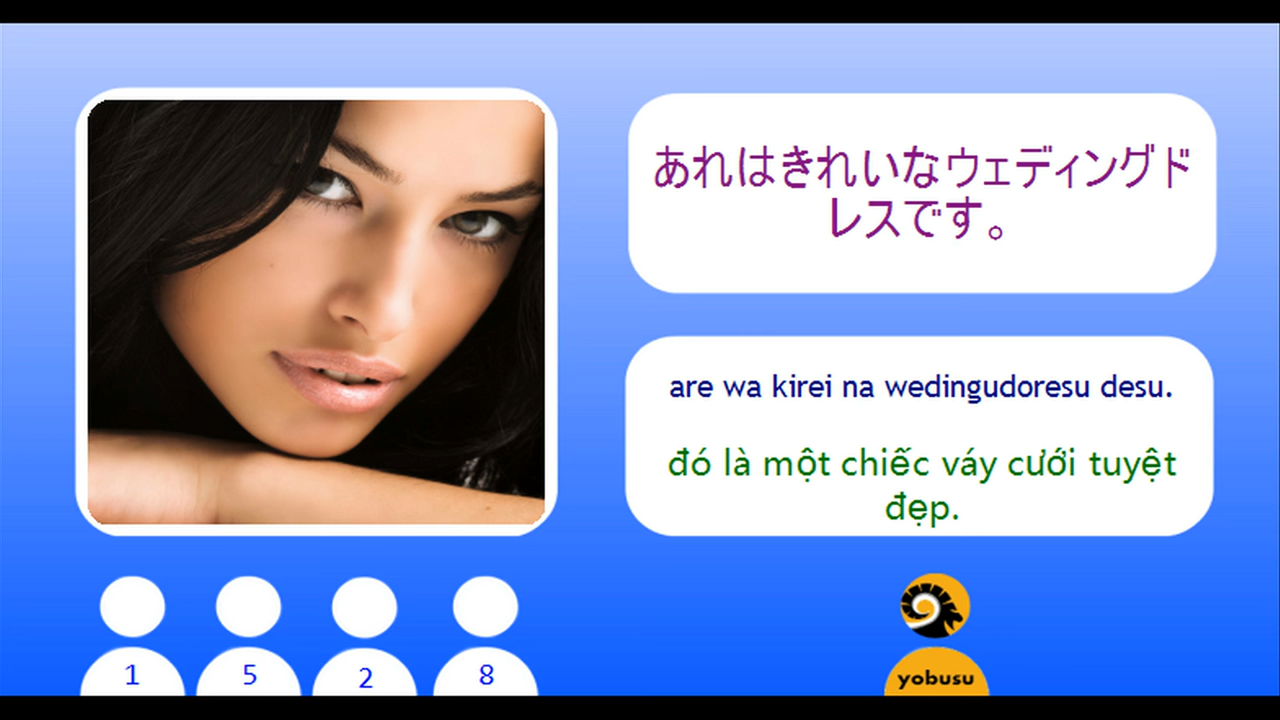 あれはきれいなウェディングド
レスです。
are wa kirei na wedingudoresu desu.
đó là một chiếc váy cưới tuyệt
đẹp.
1 5 2 8
yobusu